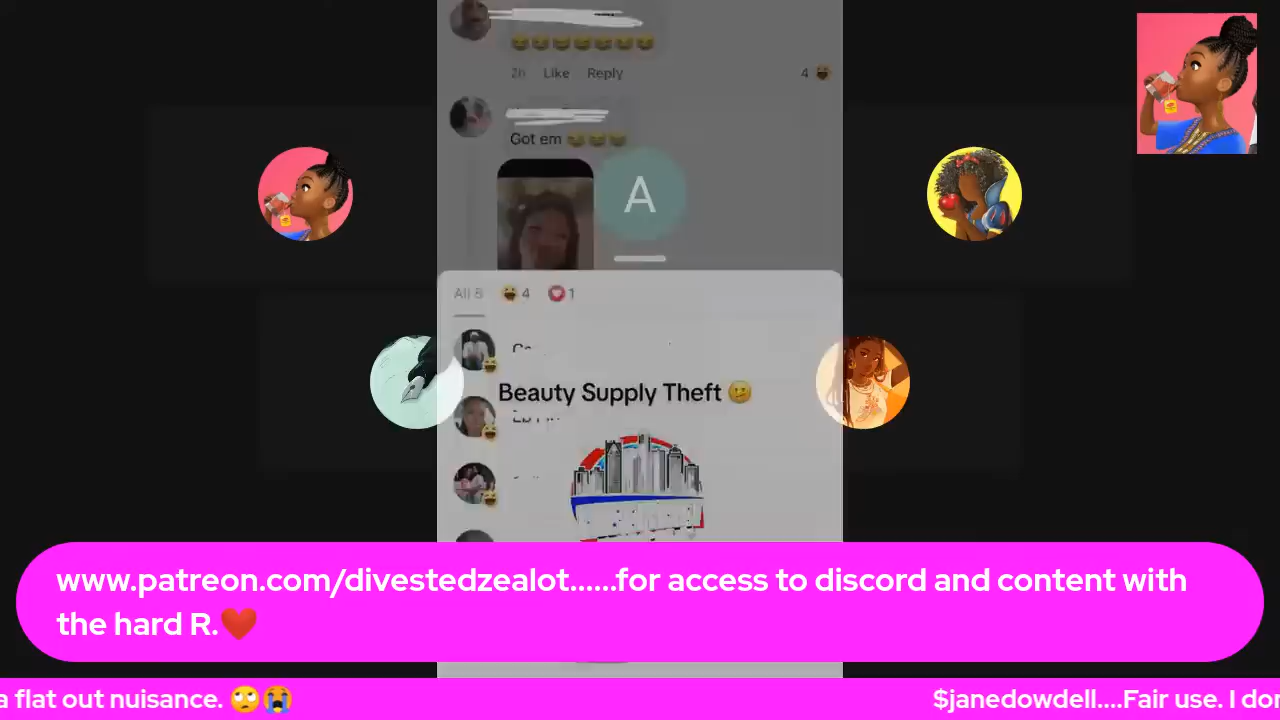 😂😂😂😂😂😂😂
2h Like Reply 4 😆
Got em 😂😂😂
A
All 8 😆 4 ❤️ 1
Beauty Supply Theft 🤨
www.patreon.com/divestedzealot......for access to discord and content with
the hard R.❤️
a flat out nuisance. 🙄😭 $janedowdell....Fair use. I don